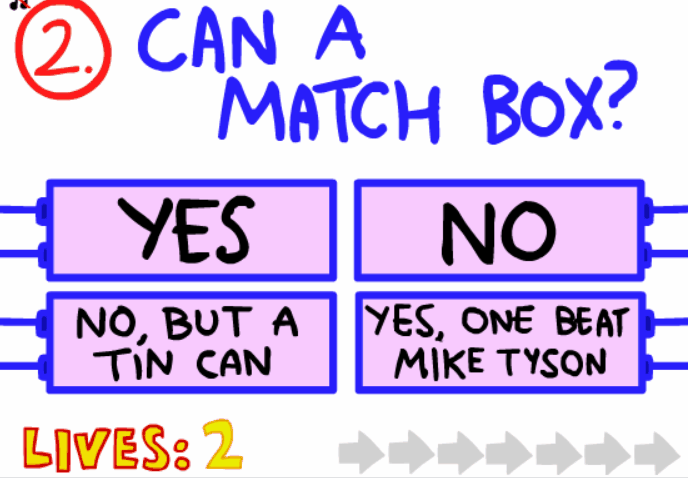 2. CAN A
MATCH BOX?
YES
NO
NO, BUT A
TIN CAN
YES, ONE BEAT
MIKE TYSON
LIVES: 2